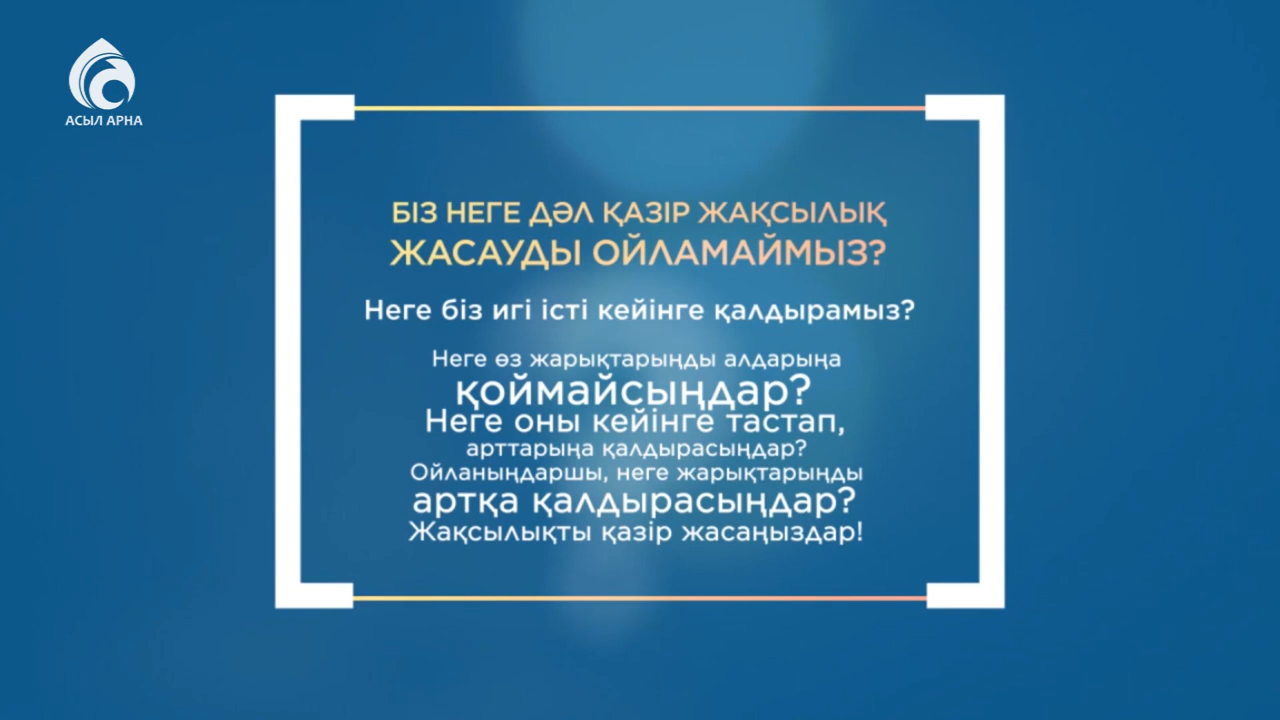 АСЫЛ АРНА
БІЗ НЕГЕ ДӘЛ ҚАЗІР ЖАҚСЫЛЫҚ
ЖАСАУДЫ ОЙЛАМАЙМЫЗ?
Неге біз игі істі кейінге қалдырамыз?
Неге өз жарықтарыңды алдарыңа
қоймайсыңдар?
Неге оны кейінге тастап,
арттарыңа қалдырасыңдар?
Ойланыңдаршы, неге жарықтарыңды
артқа қалдырасыңдар?
Жақсылықты қазір жасаңыздар!